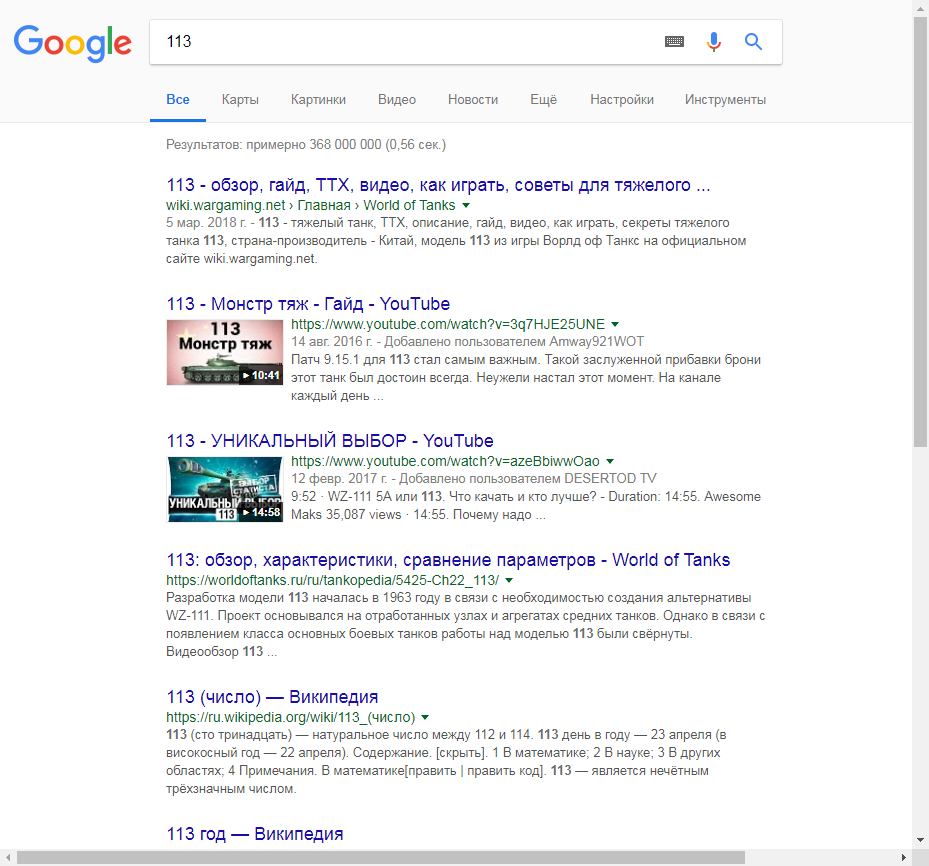 Google
113
Все Карты Картинки Видео Новости Ещё Настройки Инструменты
Результатов: примерно 368 000 000 (0,56 сек.)
113 - обзор, гайд, ТТХ, видео, как играть, советы для тяжелого ...
wiki.wargaming.net › Главная › World of Tanks
5 мар. 2018 г. - 113 - тяжелый танк, ТТХ, описание, гайд, видео, как играть, секреты тяжелого
танка 113, страна-производитель - Китай, модель 113 из игры Ворлд оф Танкс на официальном
сайте wiki.wargaming.net.
113 - Монстр тяж - Гайд - YouTube
113
Монстр тяж
10:41
https://www.youtube.com/watch?v=3q7HJE25UNE
14 авг. 2016 г. - Добавлено пользователем Amway921WOT
Патч 9.15.1 для 113 стал самым важным. Такой заслуженной прибавки брони
этот танк был достоин всегда. Неужели настал этот момент. На канале
каждый день ...
113 - УНИКАЛЬНЫЙ ВЫБОР - YouTube
ВЫБОР
СТАТИСТА
УНИКАЛЬНЫЙ ВЫБОР
113
14:58
https://www.youtube.com/watch?v=azeBbiwwOao
12 февр. 2017 г. - Добавлено пользователем DESERTOD TV
9:52 · WZ-111 5A или 113. Что качать и кто лучше? - Duration: 14:55. Awesome
Maks 35,087 views · 14:55. Почему надо ...
113: обзор, характеристики, сравнение параметров - World of Tanks
https://worldoftanks.ru/ru/tankopedia/5425-Ch22_113/
Разработка модели 113 началась в 1963 году в связи с необходимостью создания альтернативы
WZ-111. Проект основывался на отработанных узлах и агрегатах средних танков. Однако в связи с
появлением класса основных боевых танков работы над моделью 113 были свёрнуты.
Видеообзор 113 ...
113 (число) — Википедия
https://ru.wikipedia.org/wiki/113_(число)
113 (сто тринадцать) — натуральное число между 112 и 114. 113 день в году — 23 апреля (в
високосный год — 22 апреля). Содержание. [скрыть]. 1 В математике; 2 В науке; 3 В других
областях; 4 Примечания. В математике[править | править код]. 113 — является нечётным
трёхзначным числом.
113 год — Википедия